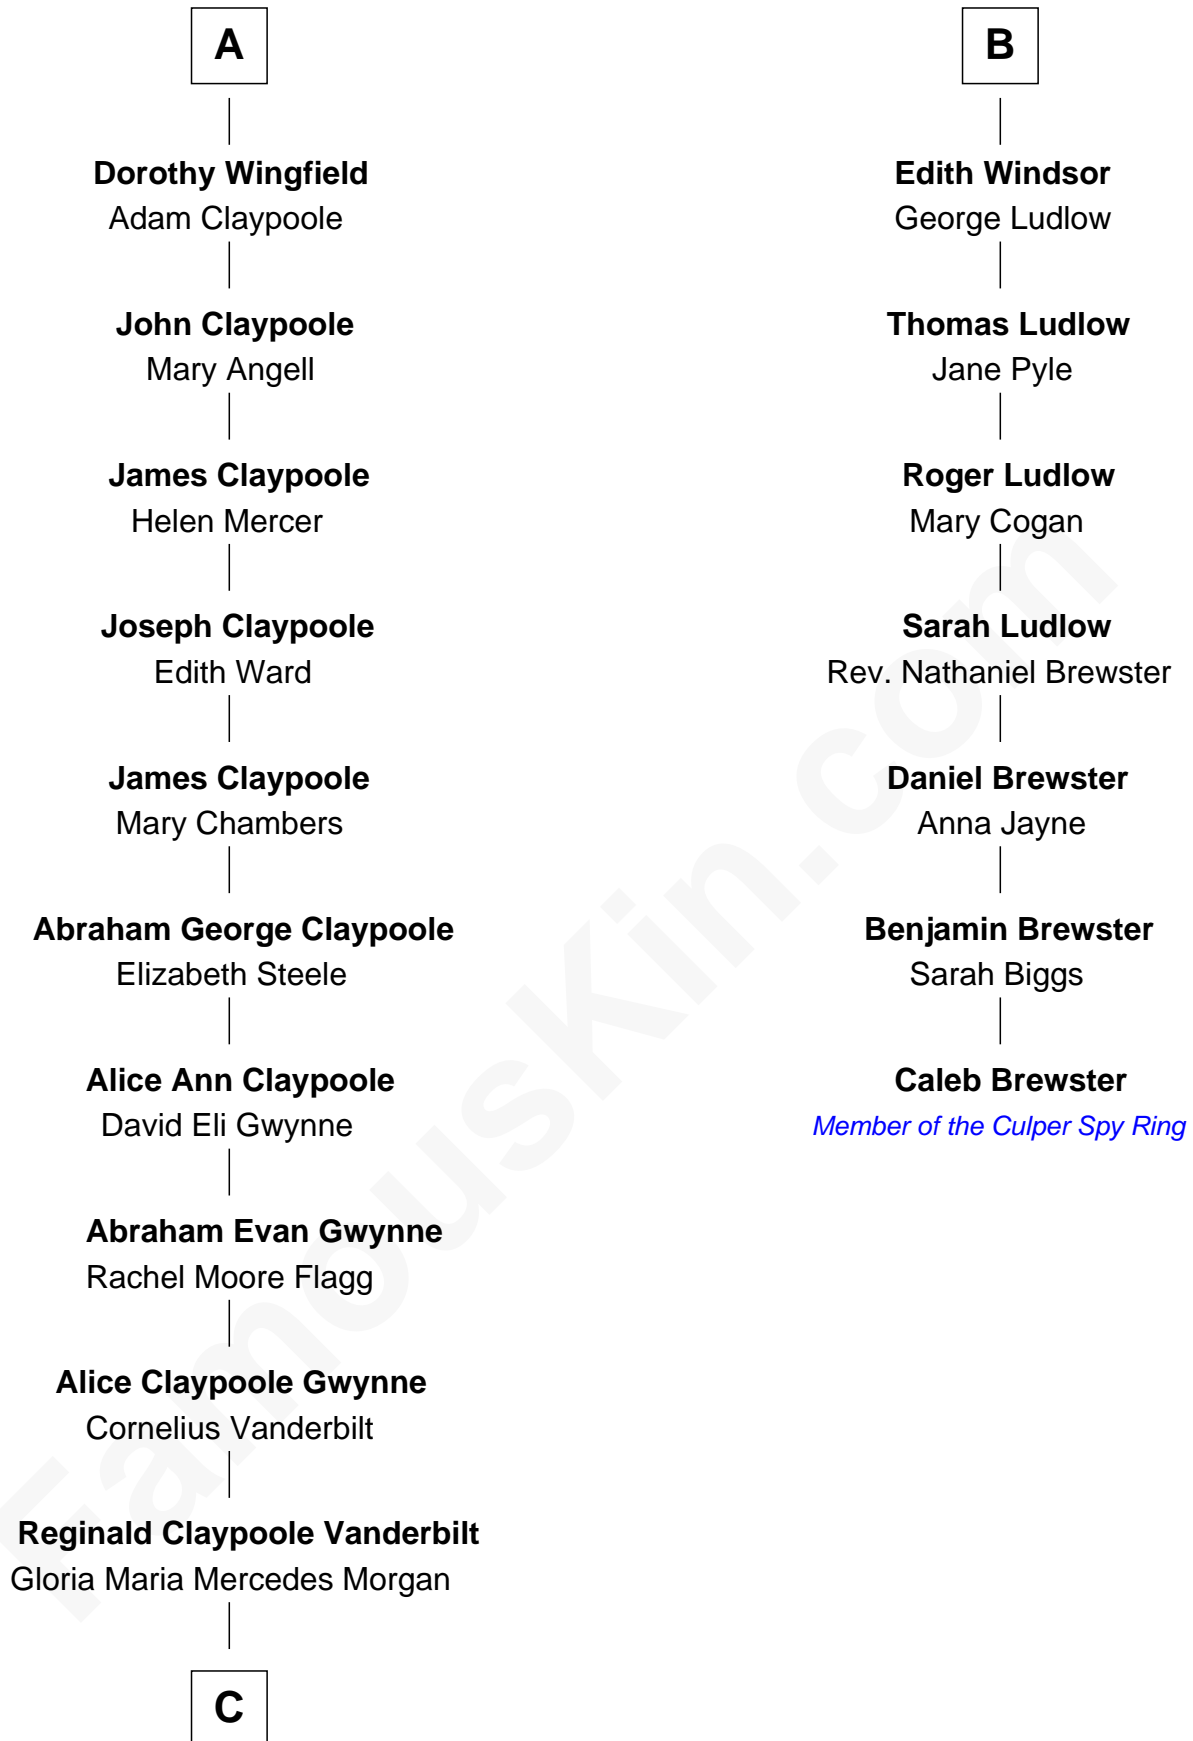 A
Dorothy Wingfield
Adam Claypoole
John Claypoole
Mary Angell
James Claypoole
Helen Mercer
Joseph Claypoole
Edith Ward
James Claypoole
Mary Chambers
Abraham George Claypoole
Elizabeth Steele
Alice Ann Claypoole
David Eli Gwynne
Abraham Evan Gwynne
Rachel Moore Flagg
Alice Claypoole Gwynne
Cornelius Vanderbilt
Reginald Claypoole Vanderbilt
Gloria Maria Mercedes Morgan
C
B
Edith Windsor
George Ludlow
Thomas Ludlow
Jane Pyle
Roger Ludlow
Mary Cogan
Sarah Ludlow
Rev. Nathaniel Brewster
Daniel Brewster
Anna Jayne
Benjamin Brewster
Sarah Biggs
Caleb Brewster
Member of the Culper Spy Ring
FamousKin.com